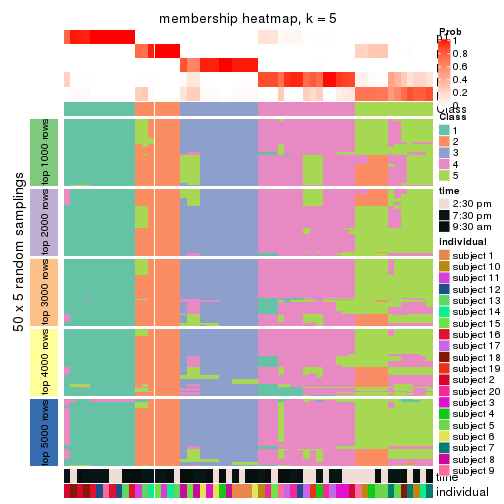 membership heatmap, k = 5
50 x 5 random samplings
top 1000 rows
top 2000 rows
top 3000 rows
top 4000 rows
top 5000 rows
Prob
1
0.8
0.6
0.4
0.2
0
Class
Class
1
2
3
4
5
time
2:30 pm
7:30 pm
9:30 am
individual
subject 1
subject 10
subject 11
subject 12
subject 13
subject 14
subject 15
subject 16
subject 17
subject 18
subject 19
subject 2
subject 20
subject 3
subject 4
subject 5
subject 6
subject 7
subject 8
subject 9
time
individual